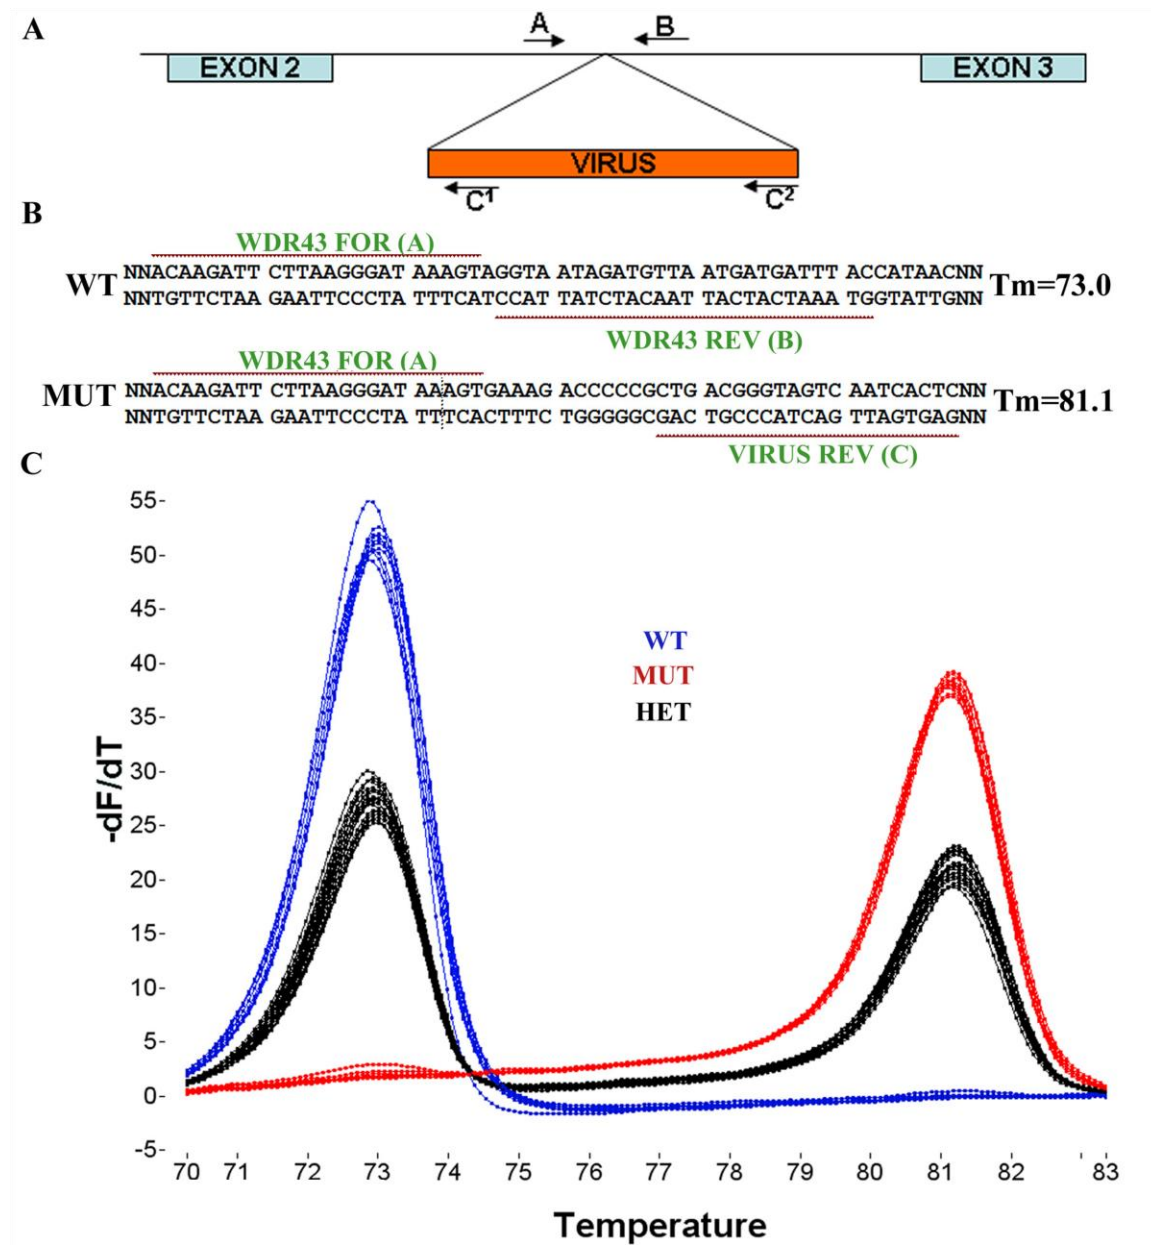 A
A
B
EXON 2
EXON 3
VIRUS
C1
C2
B
WDR43 FOR (A)
WT NNACAAGATT CTTAAGGGAT AAAGTAGGTA ATAGATGTTA ATGATGATTT ACCATAACNN Tm=73.0
NNTGTTCTAA GAATTCCCTA TTTCATCCAT TATCTACAAT TACTACTAAA TGGTATTGNN
WDR43 REV (B)
WDR43 FOR (A)
MUT NNACAAGATT CTTAAGGGAT AAAGTGAAAG ACCCCCGCTG ACGGGTAGTC AATCACTCNN Tm=81.1
NNTGTTCTAA GAATTCCCTA TTTCACTTTC TGGGGGCGAC TGCCCATCAG TTAGTGAGNN
VIRUS REV (C)
C
55-
50-
45-
40-
35-
30-
25-
20-
15-
10-
5-
0-
-5-
-dF/dT
WT
MUT
HET
70 71 72 73 74 75 76 77 78 79 80 81 82 83
Temperature